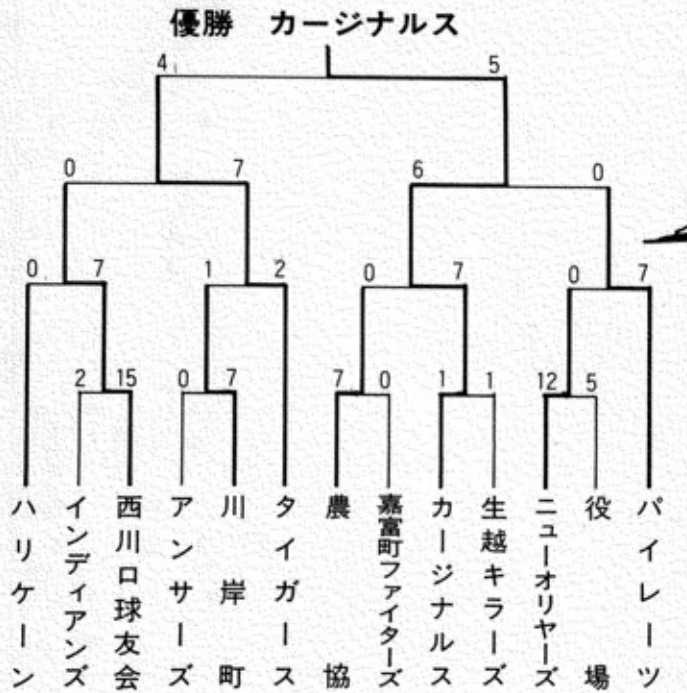 優勝 カージナルス
4 5
0 7 6 0
0 7 1 2 0 7 0 7
2 15 0 7 7 0 1 1 12 5
ハリケーン
インディアンズ
西川口球友会
アンサーズ
川岸町
タイガース
農協
嘉富町ファイターズ
カージナルス
生越キラーズ
ニューオリヤーズ
役場
パイレーツ